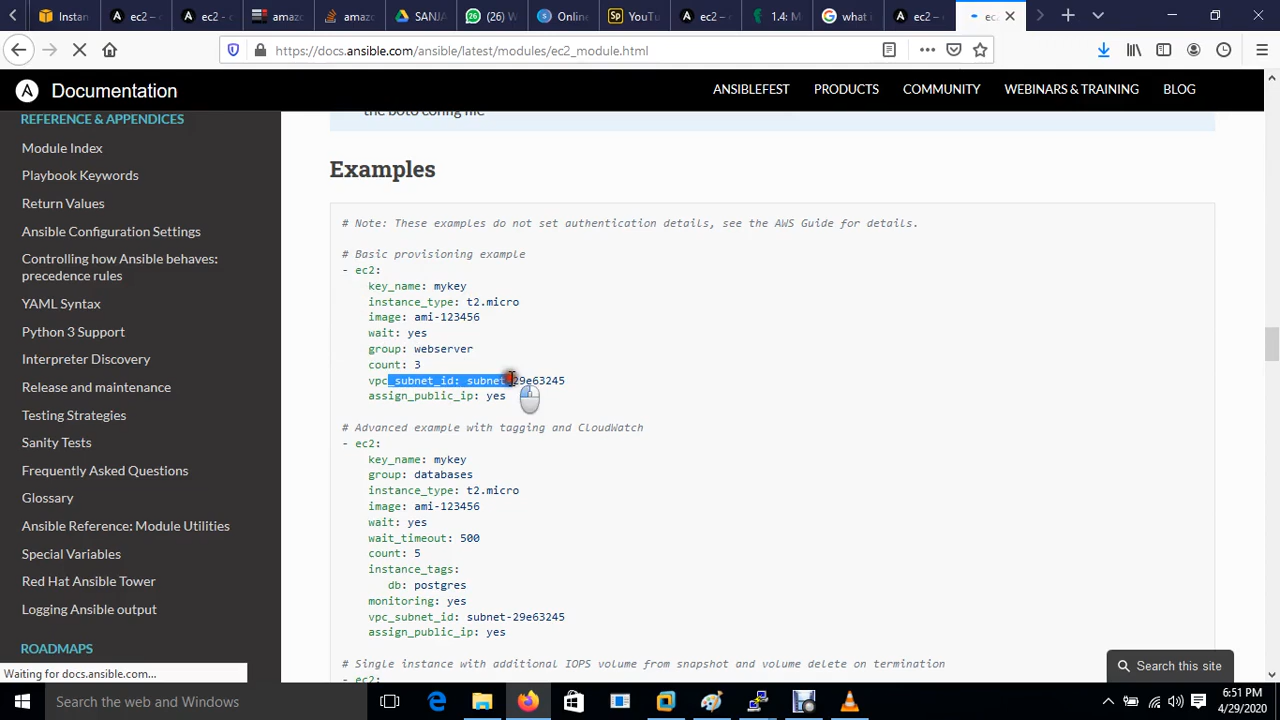 Instan
ec2 –
ec2 – 
amazo
amazo
SANJA
(26) W
Online
YouTu
ec2 – 
1.4: M
what i
ec2 –
ec
https://docs.ansible.com/ansible/latest/modules/ec2_module.html
Documentation
ANSIBLEFEST
PRODUCTS
COMMUNITY
WEBINARS & TRAINING
BLOG
REFERENCE & APPENDICES
Module Index
Playbook Keywords
Return Values
Ansible Configuration Settings
Controlling how Ansible behaves:
precedence rules
YAML Syntax
Python 3 Support
Interpreter Discovery
Release and maintenance
Testing Strategies
Sanity Tests
Frequently Asked Questions
Glossary
Ansible Reference: Module Utilities
Special Variables
Red Hat Ansible Tower
Logging Ansible output
ROADMAPS
Waiting for docs.ansible.com...
the boto config file
Examples
# Note: These examples do not set authentication details, see the AWS Guide for details.
# Basic provisioning example
- ec2:
key_name: mykey
instance_type: t2.micro
image: ami-123456
wait: yes
group: webserver
count: 3
vpc_subnet_id: subnet-29e63245
assign_public_ip: yes
# Advanced example with tagging and CloudWatch
- ec2:
key_name: mykey
group: databases
instance_type: t2.micro
image: ami-123456
wait: yes
wait_timeout: 500
count: 5
instance_tags:
db: postgres
monitoring: yes
vpc_subnet_id: subnet-29e63245
assign_public_ip: yes
# Single instance with additional IOPS volume from snapshot and volume delete on termination
- ec2:
Search this site
Type here to search
6:51 PM
4/29/2020